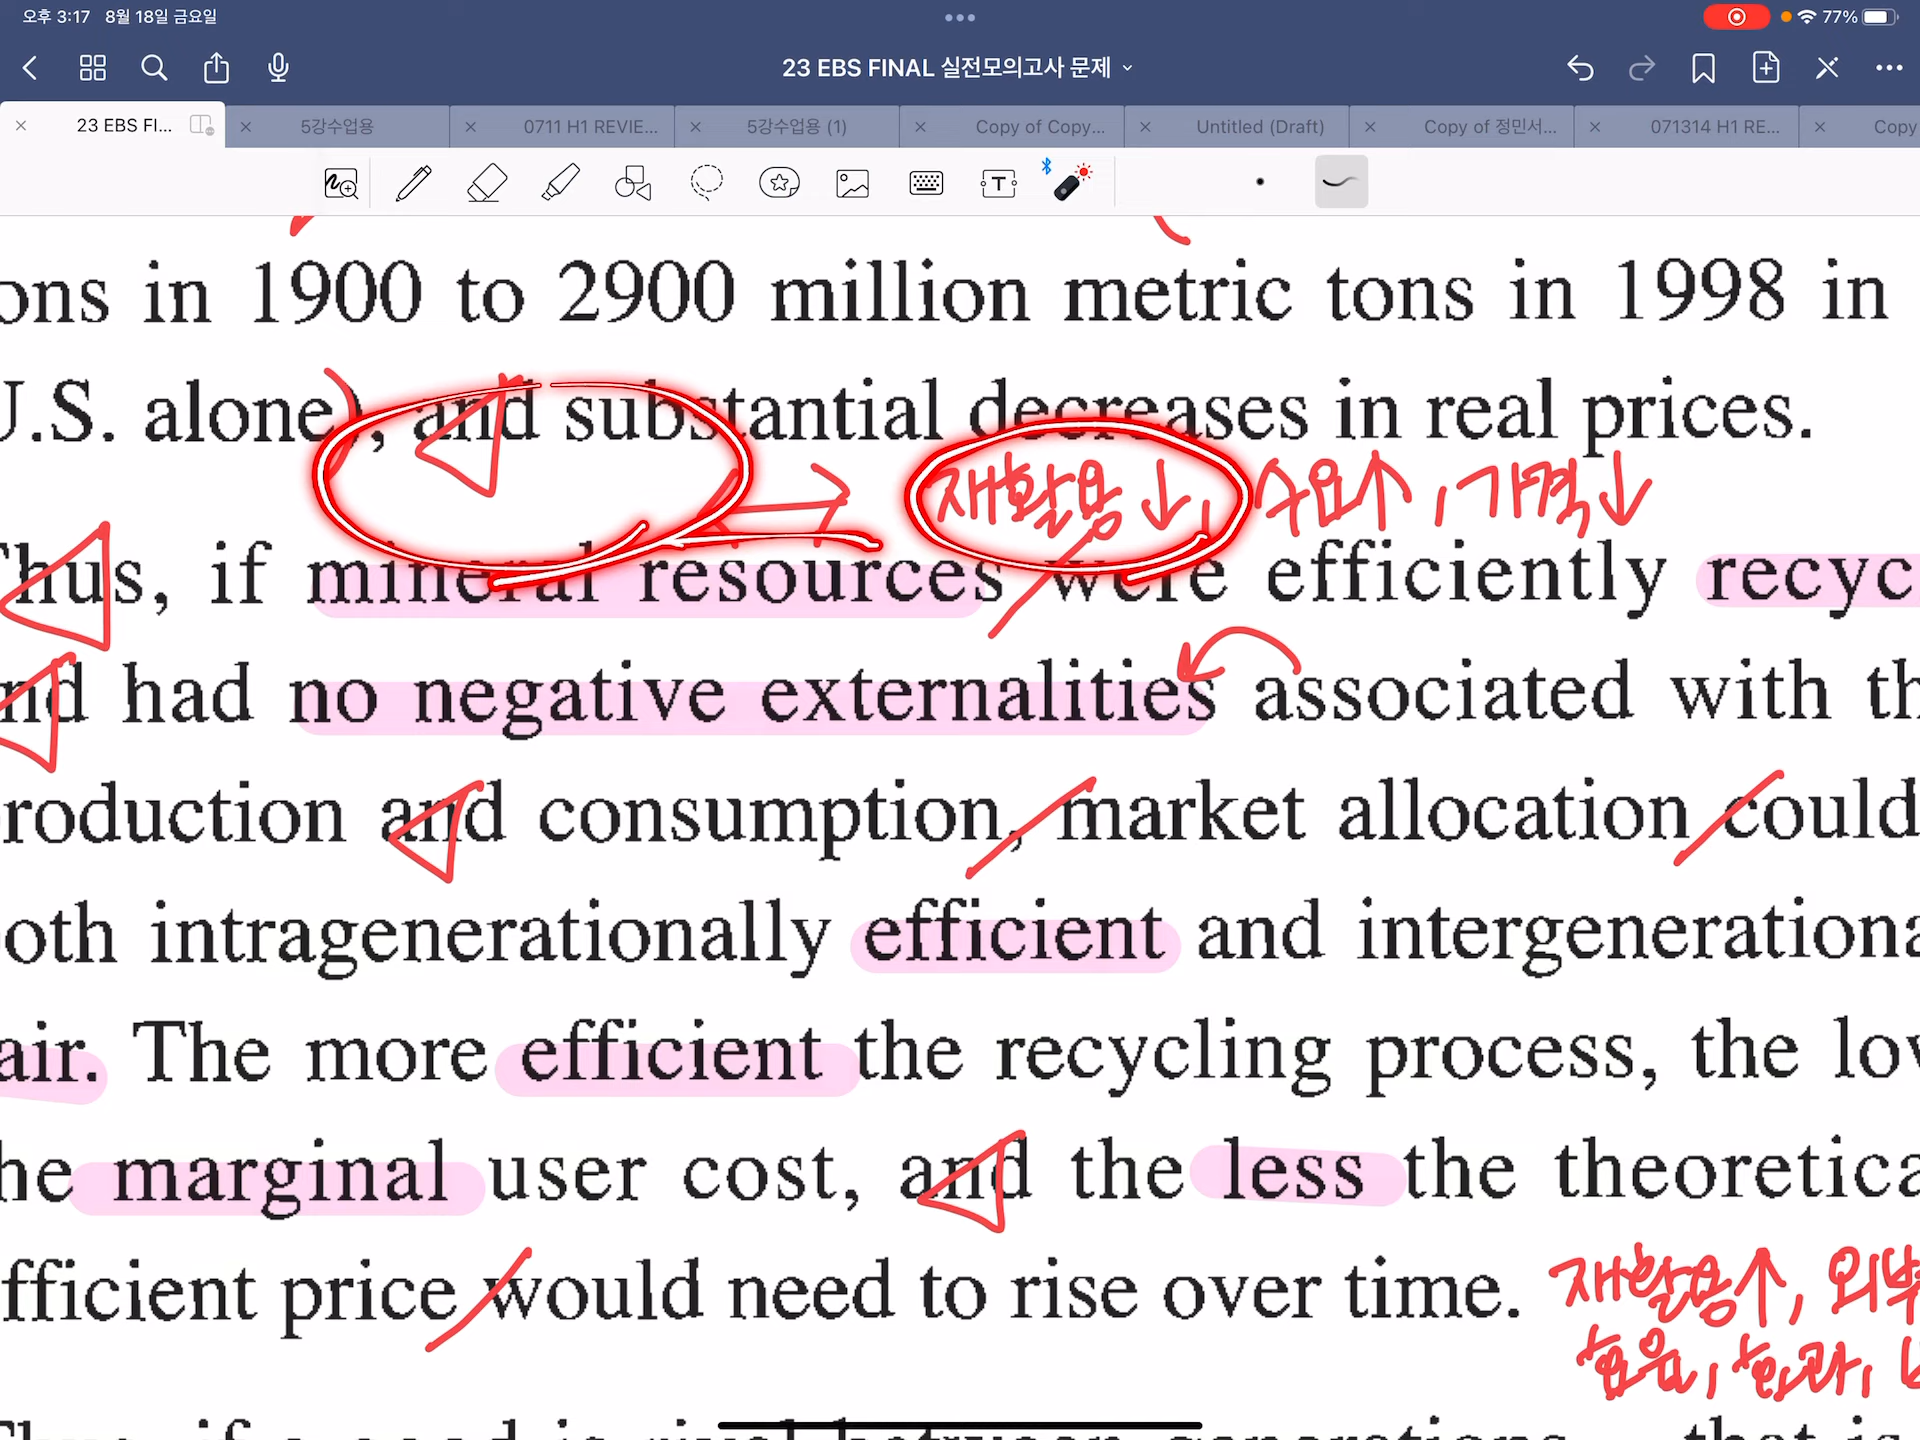 오후 3:17 8월 18일 금요일
77%
23 EBS FINAL 실전모의고사 문제
23 EBS FI...
5강수업용
0711 H1 REVIE...
5강수업용 (1)
Copy of Copy...
Untitled (Draft)
Copy of 정민서...
071314 H1 RE...
Copy
ons in 1900 to 2900 million metric tons in 1998 in
U.S. alone), and substantial decreases in real prices.
재활용↓, 수요↑, 가격↓
Thus, if mineral resources were efficiently recyc
and had no negative externalities associated with th
roduction and consumption, market allocation could
oth intragenerationally efficient and intergenerationa
air. The more efficient the recycling process, the low
he marginal user cost, and the less the theoretica
fficient price would need to rise over time.
재활용↑, 외부
효율, 효과,